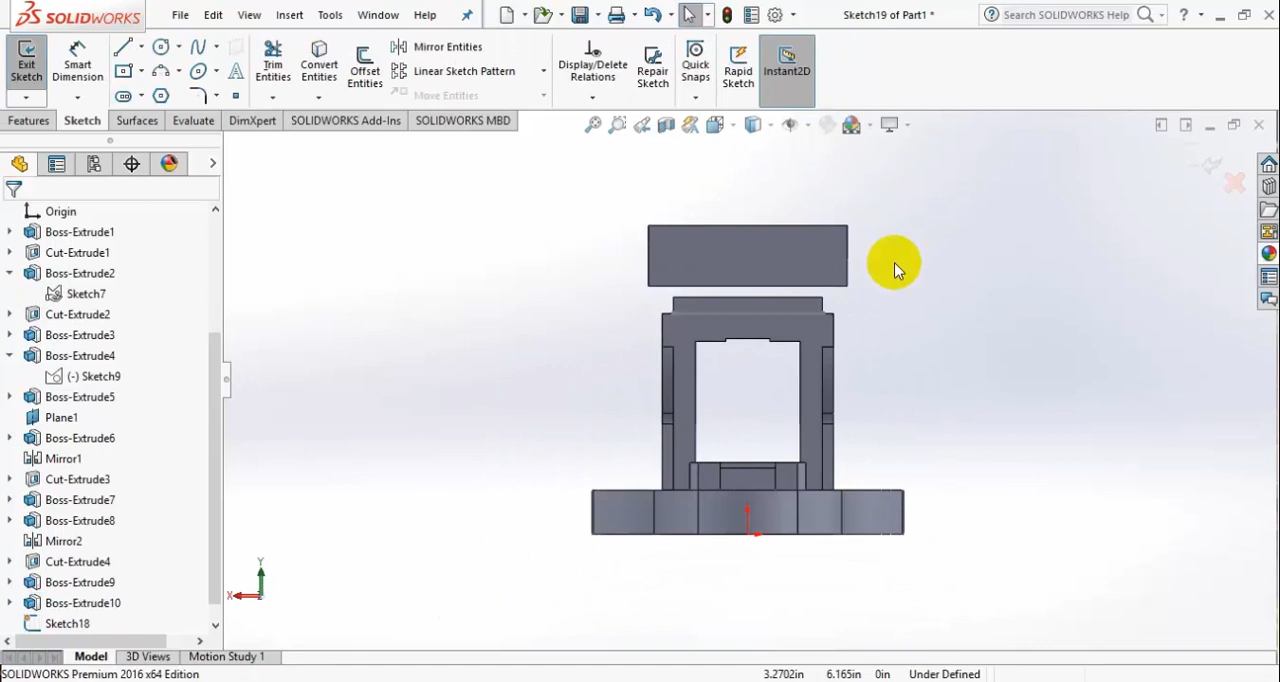 SOLIDWORKS
File Edit View Insert Tools Window Help
Sketch19 of Part1 *
Search SOLIDWORKS Help
Exit Sketch
Smart Dimension
Trim Entities
Convert Entities
Offset Entities
Mirror Entities
Linear Sketch Pattern
Move Entities
Display/Delete Relations
Repair Sketch
Quick Snaps
Rapid Sketch
Instant2D
Features Sketch Surfaces Evaluate DimXpert SOLIDWORKS Add-Ins SOLIDWORKS MBD
Origin
Boss-Extrude1
Cut-Extrude1
Boss-Extrude2
Sketch7
Cut-Extrude2
Boss-Extrude3
Boss-Extrude4
(-) Sketch9
Boss-Extrude5
Plane1
Boss-Extrude6
Mirror1
Cut-Extrude3
Boss-Extrude7
Boss-Extrude8
Mirror2
Cut-Extrude4
Boss-Extrude9
Boss-Extrude10
Sketch18
Y
X
Model 3D Views Motion Study 1
SOLIDWORKS Premium 2016 x64 Edition
3.2702in 6.165in 0in Under Defined